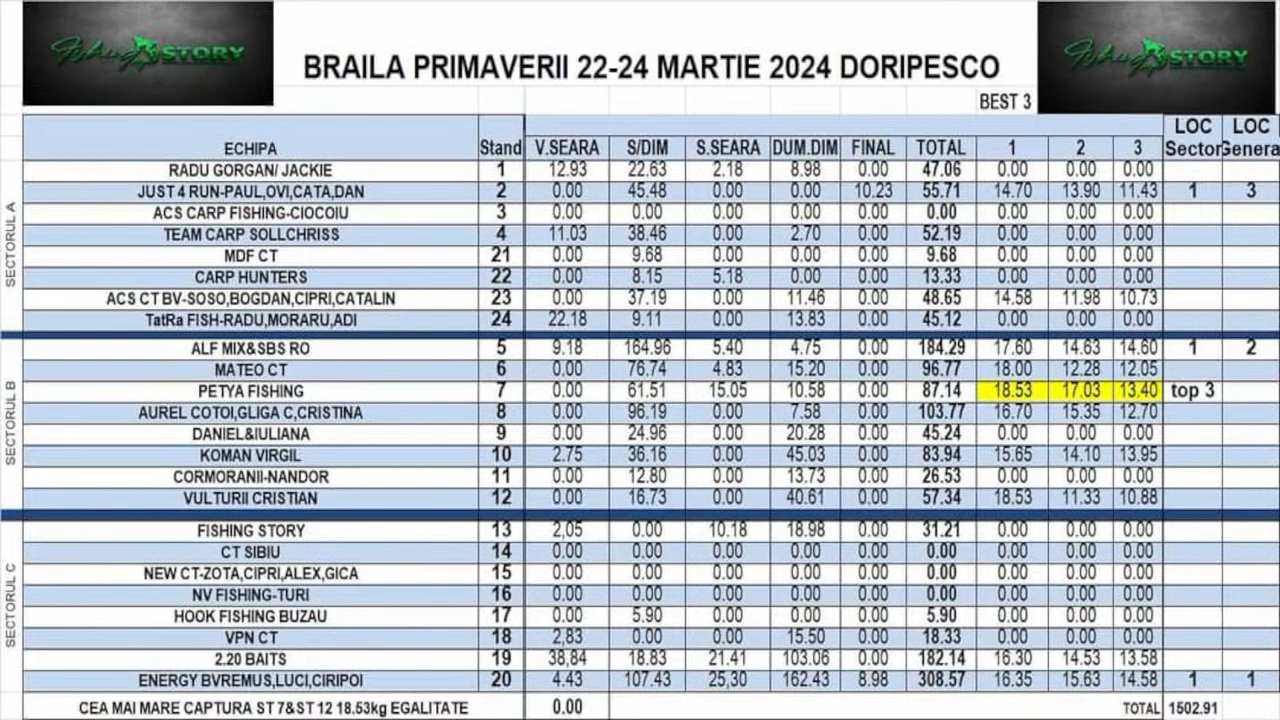 Fishing STORY
Fishing STORY
BRAILA PRIMAVERII 22-24 MARTIE 2024 DORIPESCO
BEST 3
ECHIPA Stand V.SEARA S/DIM S.SEARA DUM.DIM FINAL TOTAL 1 2 3 LOC Sector LOC Genera
SECTORUL A
RADU GORGAN/ JACKIE 1 12.93 22.63 2.18 8.98 0.00 47.06 0.00 0.00 0.00
JUST 4 RUN-PAUL,OVI,CATA,DAN 2 0.00 45.48 0.00 0.00 10.23 55.71 14.70 13.90 11.43 1 3
ACS CARP FISHING-CIOCOIU 3 0.00 0.00 0.00 0.00 0.00 0.00 0.00 0.00 0.00
TEAM CARP SOLLCHRISS 4 11.03 38.46 0.00 2.70 0.00 52.19 0.00 0.00 0.00
MDF CT 21 0.00 9.68 0.00 0.00 0.00 9.68 0.00 0.00 0.00
CARP HUNTERS 22 0.00 8.15 5.18 0.00 0.00 13.33 0.00 0.00 0.00
ACS CT BV-SOSO,BOGDAN,CIPRI,CATALIN 23 0.00 37.19 0.00 11.46 0.00 48.65 14.58 11.98 10.73
TatRa FISH-RADU,MORARU,ADI 24 22.18 9.11 0.00 13.83 0.00 45.12 0.00 0.00 0.00
SECTORUL B
ALF MIX&SBS RO 5 9.18 164.96 5.40 4.75 0.00 184.29 17.60 14.63 14.60 1 2
MATEO CT 6 0.00 76.74 4.83 15.20 0.00 96.77 18.00 12.28 12.05
PETYA FISHING 7 0.00 61.51 15.05 10.58 0.00 87.14 18.53 17.03 13.40 top 3
AUREL COTOI,GLIGA C,CRISTINA 8 0.00 96.19 0.00 7.58 0.00 103.77 16.70 15.35 12.70
DANIEL&IULIANA 9 0.00 24.96 0.00 20.28 0.00 45.24 0.00 0.00 0.00
KOMAN VIRGIL 10 2.75 36.16 0.00 45.03 0.00 83.94 15.65 14.10 13.95
CORMORANII-NANDOR 11 0.00 12.80 0.00 13.73 0.00 26.53 0.00 0.00 0.00
VULTURII CRISTIAN 12 0.00 16.73 0.00 40.61 0.00 57.34 18.53 11.33 10.88
SECTORUL C
FISHING STORY 13 2,05 0.00 10.18 18.98 0.00 31.21 0.00 0.00 0.00
CT SIBIU 14 0.00 0.00 0.00 0.00 0.00 0.00 0.00 0.00 0.00
NEW CT-ZOTA,CIPRI,ALEX,GICA 15 0.00 0.00 0.00 0.00 0.00 0.00 0.00 0.00 0.00
NV FISHING-TURI 16 0.00 0.00 0.00 0.00 0.00 0.00 0.00 0.00 0.00
HOOK FISHING BUZAU 17 0.00 5.90 0.00 0.00 0.00 5.90 0.00 0.00 0.00
VPN CT 18 2,83 0.00 0.00 15.50 0.00 18.33 0.00 0.00 0.00
2.20 BAITS 19 38,84 18.83 21.41 103.06 0.00 182.14 16.30 14.53 13.58
ENERGY BVREMUS,LUCI,CIRIPOI 20 4.43 107.43 25,30 162.43 8.98 308.57 16.35 15.63 14.58 1 1
CEA MAI MARE CAPTURA ST 7&ST 12 18.53kg EGALITATE 0.00 TOTAL 1502.91